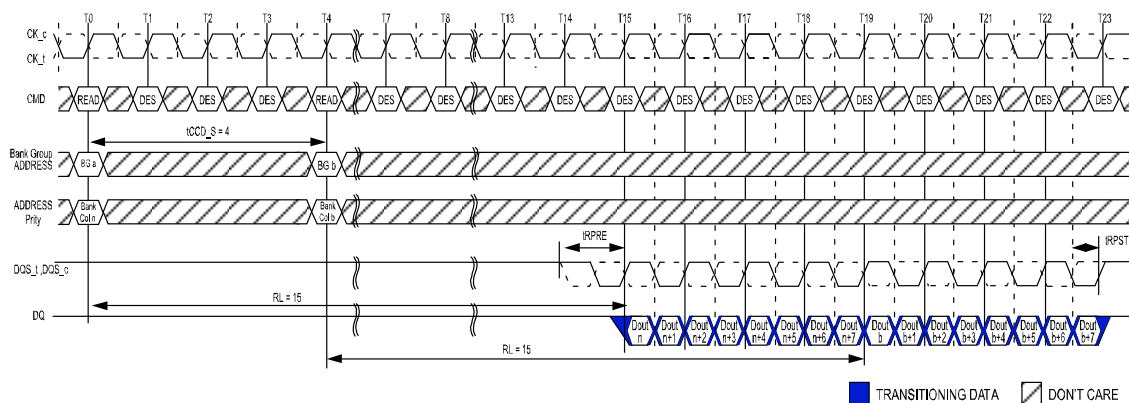 T0 T1 T2 T3 T4 T7 T8 T13 T14 T15 T16 T17 T18 T19 T20 T21 T22 T23
CK_c
CK_t
CMD READ DES DES DES READ DES DES DES DES DES DES DES DES DES DES DES DES DES
tCCD_S = 4
Bank Group
ADDRESS
BG a BG b
ADDRESS
Prity
Bank
Col n
Bank
Col b
tRPRE tRPST
DQS_t ,DQS_c
RL = 15
DQ
Dout Dout Dout Dout Dout Dout Dout Dout Dout Dout Dout Dout Dout Dout Dout Dout
n n+1 n+2 n+3 n+4 n+5 n+6 n+7 b b+1 b+2 b+3 b+4 b+5 b+6 b+7
RL = 15
TRANSITIONING DATA DON'T CARE